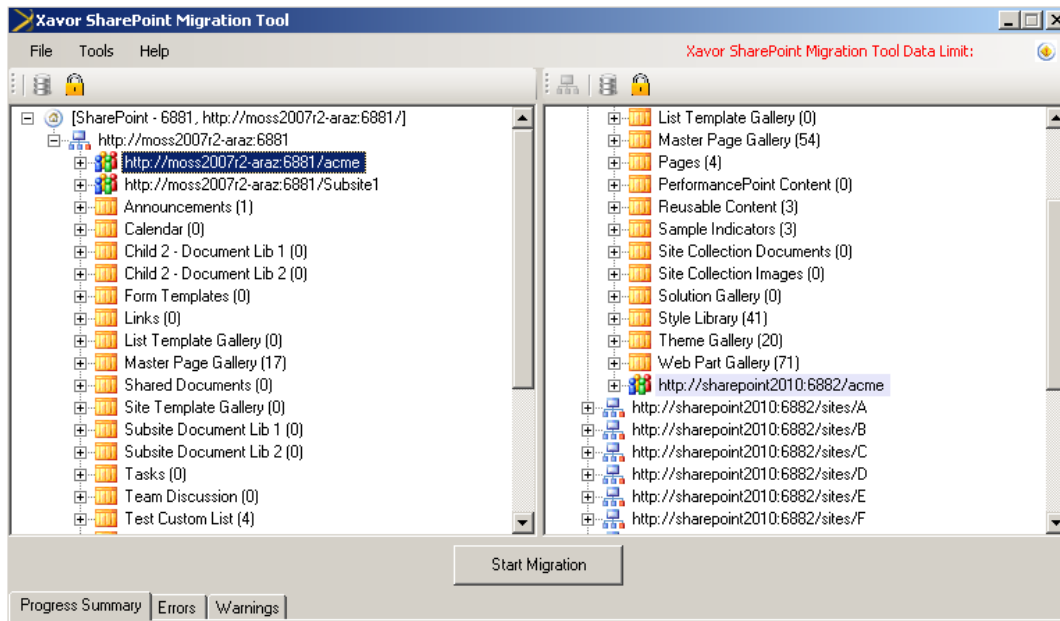 Xavor SharePoint Migration Tool
File Tools Help
Xavor SharePoint Migration Tool Data Limit:
[SharePoint - 6881, http://moss2007r2-araz:6881/]
http://moss2007r2-araz:6881
http://moss2007r2-araz:6881/acme
http://moss2007r2-araz:6881/Subsite1
Announcements (1)
Calendar (0)
Child 2 - Document Lib 1 (0)
Child 2 - Document Lib 2 (0)
Form Templates (0)
Links (0)
List Template Gallery (0)
Master Page Gallery (17)
Shared Documents (0)
Site Template Gallery (0)
Subsite Document Lib 1 (0)
Subsite Document Lib 2 (0)
Tasks (0)
Team Discussion (0)
Test Custom List (4)
List Template Gallery (0)
Master Page Gallery (54)
Pages (4)
PerformancePoint Content (0)
Reusable Content (3)
Sample Indicators (3)
Site Collection Documents (0)
Site Collection Images (0)
Solution Gallery (0)
Style Library (41)
Theme Gallery (20)
Web Part Gallery (71)
http://sharepoint2010:6882/acme
http://sharepoint2010:6882/sites/A
http://sharepoint2010:6882/sites/B
http://sharepoint2010:6882/sites/C
http://sharepoint2010:6882/sites/D
http://sharepoint2010:6882/sites/E
http://sharepoint2010:6882/sites/F
Start Migration
Progress Summary Errors Warnings